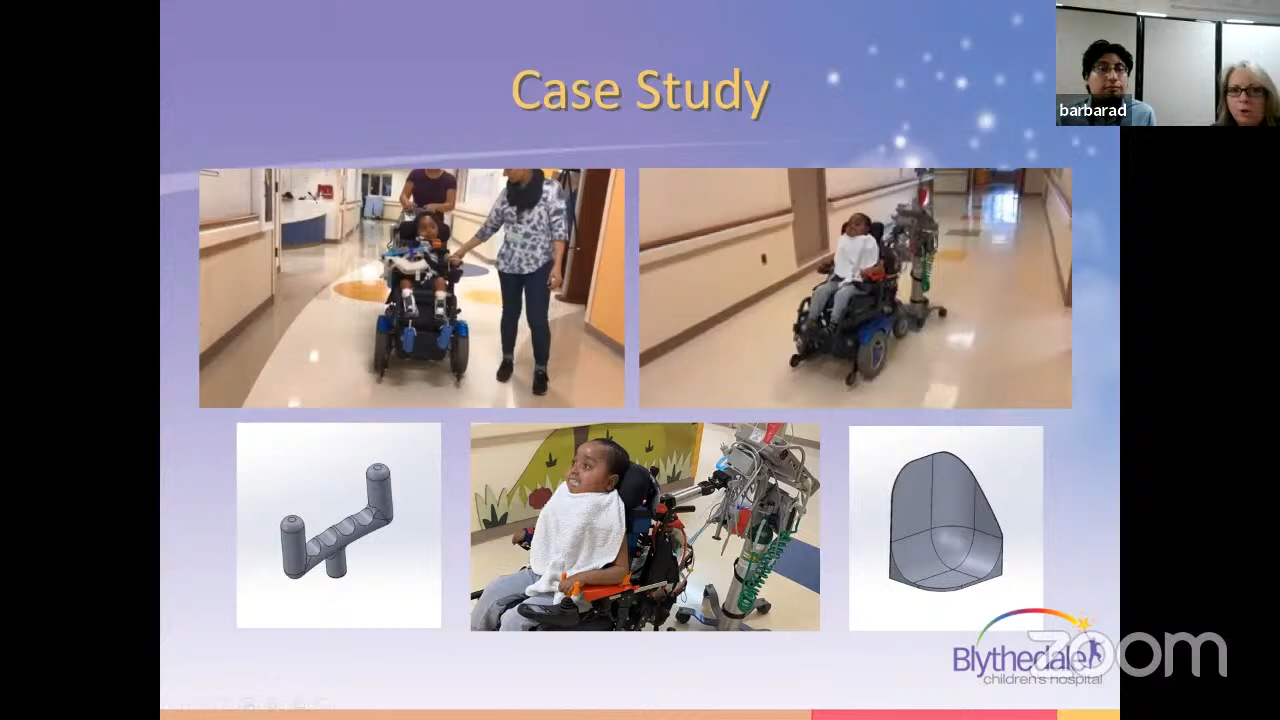 Case Study
barbarad
Blythedale
children's hospital
zoom